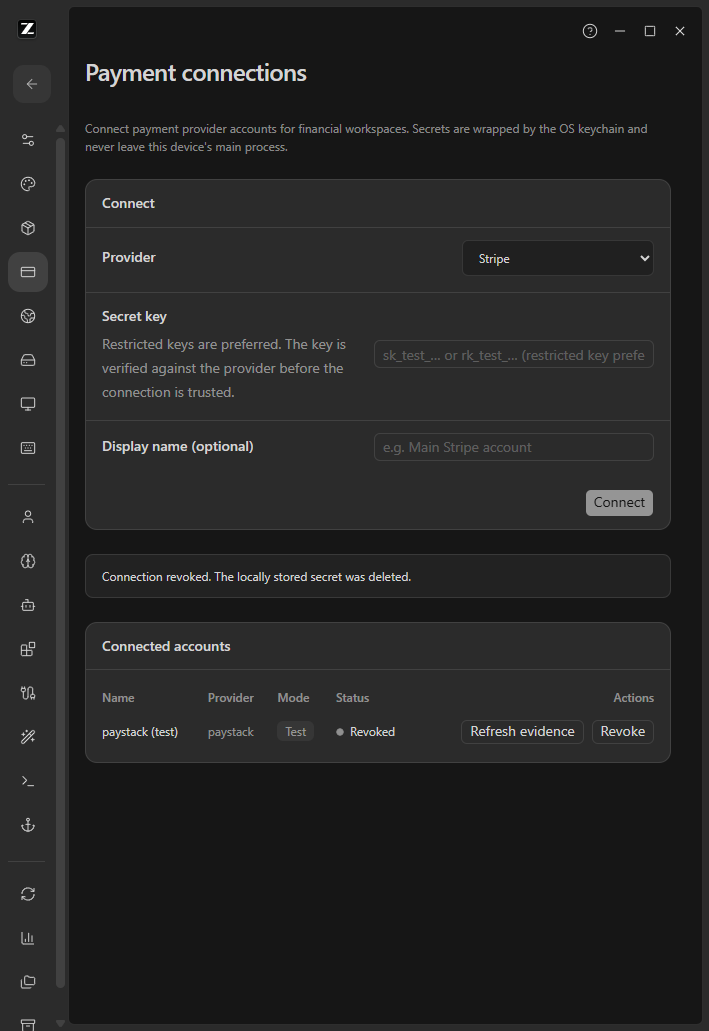 Z
Payment connections
Connect payment provider accounts for financial workspaces. Secrets are wrapped by the OS keychain and
never leave this device's main process.
Connect
Provider
Stripe
Secret key
Restricted keys are preferred. The key is
verified against the provider before the
connection is trusted.
sk_test_... or rk_test_... (restricted key prefe
Display name (optional)
e.g. Main Stripe account
Connect
Connection revoked. The locally stored secret was deleted.
Connected accounts
Name Provider Mode Status Actions
paystack (test) paystack Test Revoked Refresh evidence Revoke